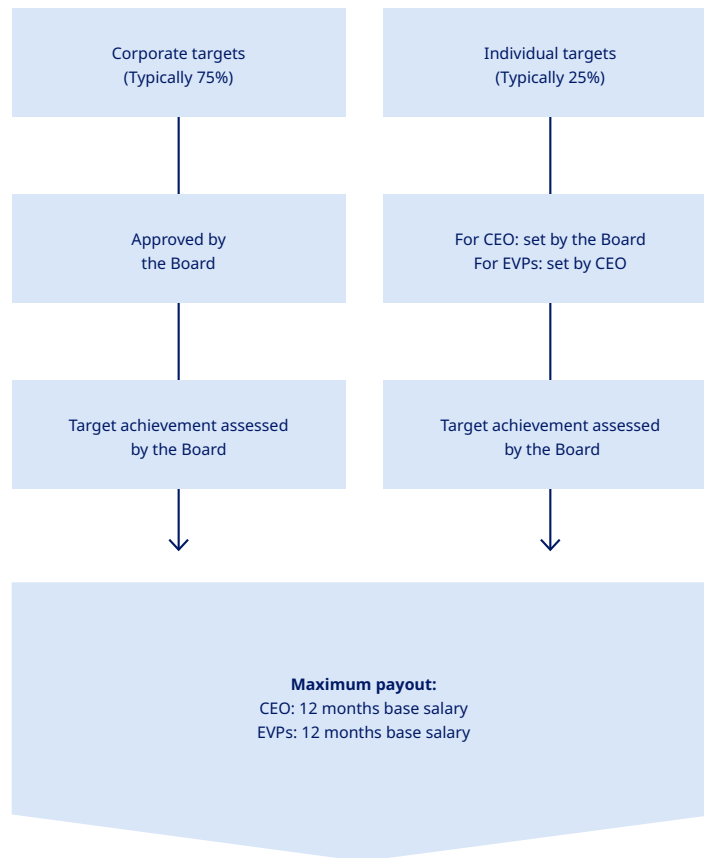 Corporate targets
(Typically 75%)
Individual targets
(Typically 25%)
Approved by
the Board
For CEO: set by the Board
For EVPs: set by CEO
Target achievement assessed
by the Board
Target achievement assessed
by the Board
Maximum payout:
CEO: 12 months base salary
EVPs: 12 months base salary